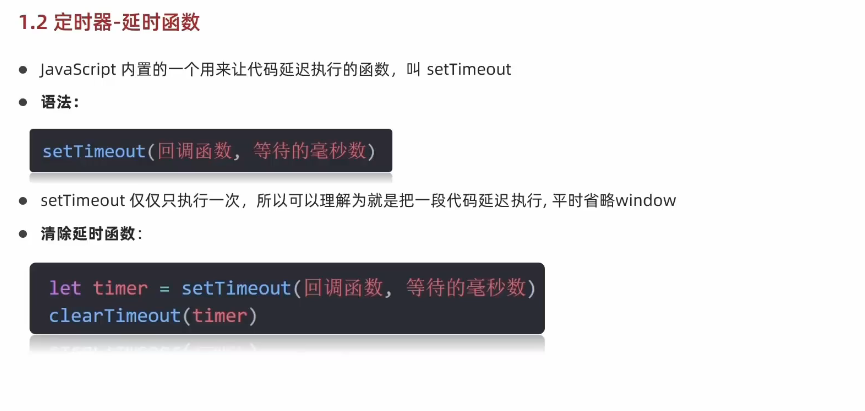 1.2 定时器-延时函数
JavaScript 内置的一个用来让代码延迟执行的函数，叫 setTimeout
语法：
setTimeout(回调函数, 等待的毫秒数)
setTimeout 仅仅只执行一次，所以可以理解为就是把一段代码延迟执行, 平时省略window
清除延时函数：
let timer = setTimeout(回调函数, 等待的毫秒数)
clearTimeout(timer)